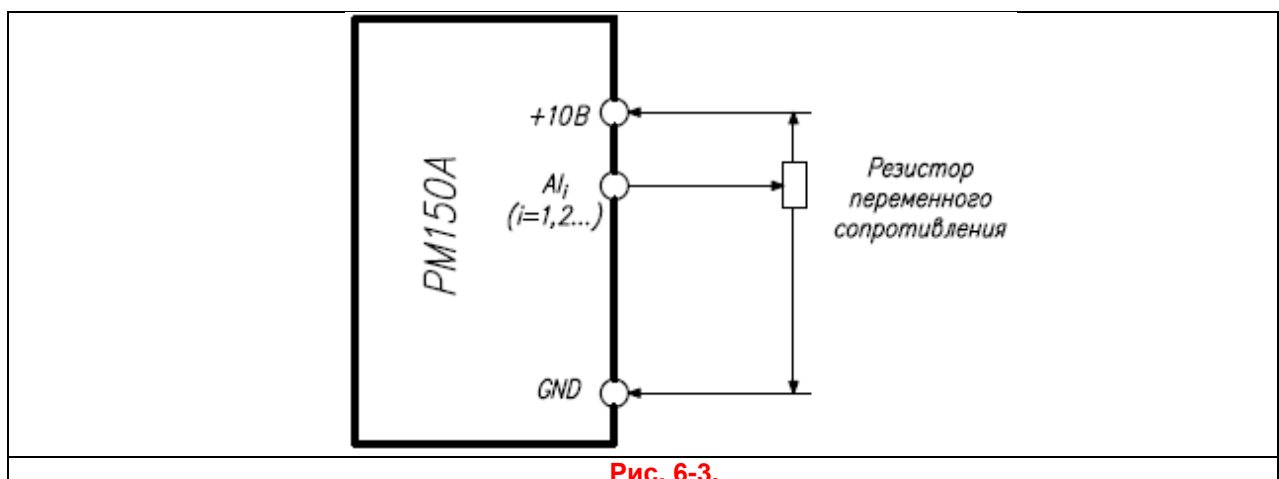 +10В
AIi
(i=1,2...)
PM150A
GND
Резистор
переменного
сопротивления
Рис. 6-3.